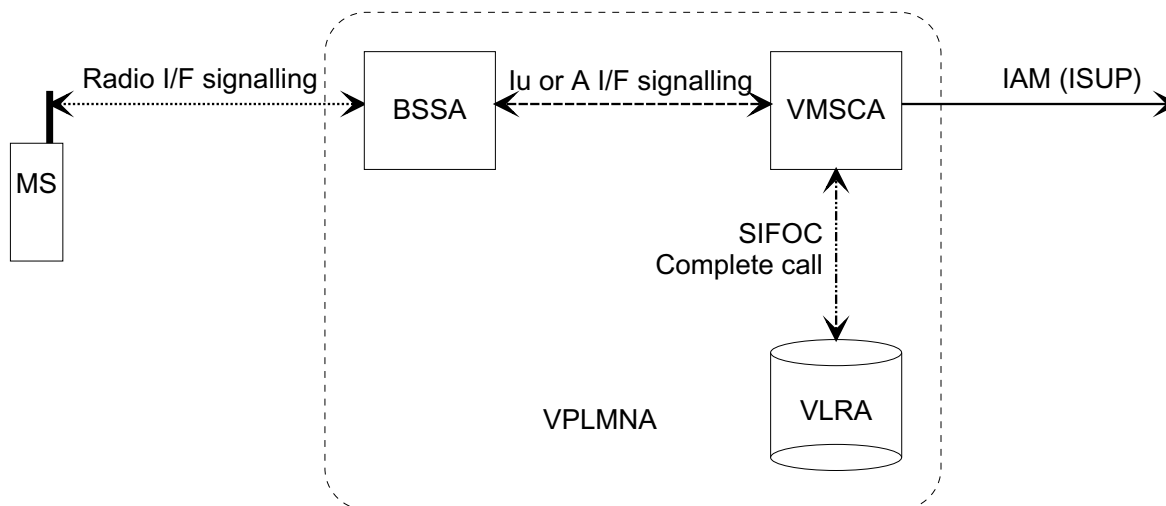 Radio I/F signalling
Iu or A I/F signalling
IAM (ISUP)
MS
BSSA
VMSCA
SIFOC
Complete call
VPLMNA
VLRA